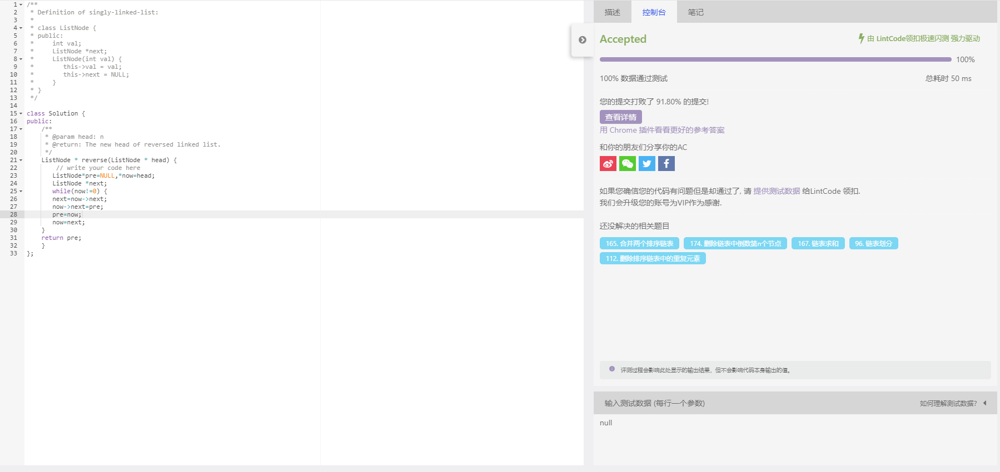 1 /**
2  * Definition of singly-linked-list:
3  *
4  * class ListNode {
5  * public:
6  *     int val;
7  *     ListNode *next;
8  *     ListNode(int val) {
9  *        this->val = val;
10  *        this->next = NULL;
11  *     }
12  * }
13  */
14
15 class Solution {
16 public:
17     /**
18      * @param head: n
19      * @return: The new head of reversed linked list.
20      */
21     ListNode * reverse(ListNode * head) {
22         // write your code here
23        ListNode*pre=NULL,*now=head;
24        ListNode *next;
25        while(now!=0) {
26        next=now->next;
27        now->next=pre;
28        pre=now;
29        now=next;
30     }
31     return pre;
32     }
33 };
描述 控制台 笔记
Accepted
由 LintCode领扣极速闪测 强力驱动
100%
100% 数据通过测试
总耗时 50 ms
您的提交打败了 91.80% 的提交!
查看详情
用 Chrome 插件看看更好的参考答案
和你的朋友们分享你的AC
如果您确信您的代码有问题但是却通过了, 请 提供测试数据 给LintCode 领扣.
我们会升级您的账号为VIP作为感谢.
还没解决的相关题目
165. 合并两个排序链表 174. 删除链表中倒数第n个节点 167. 链表求和 96. 链表划分
112. 删除排序链表中的重复元素
评测过程会影响此处显示的输出结果，但不会影响代码本身输出的值。
输入测试数据 (每行一个参数)
如何理解测试数据?
null